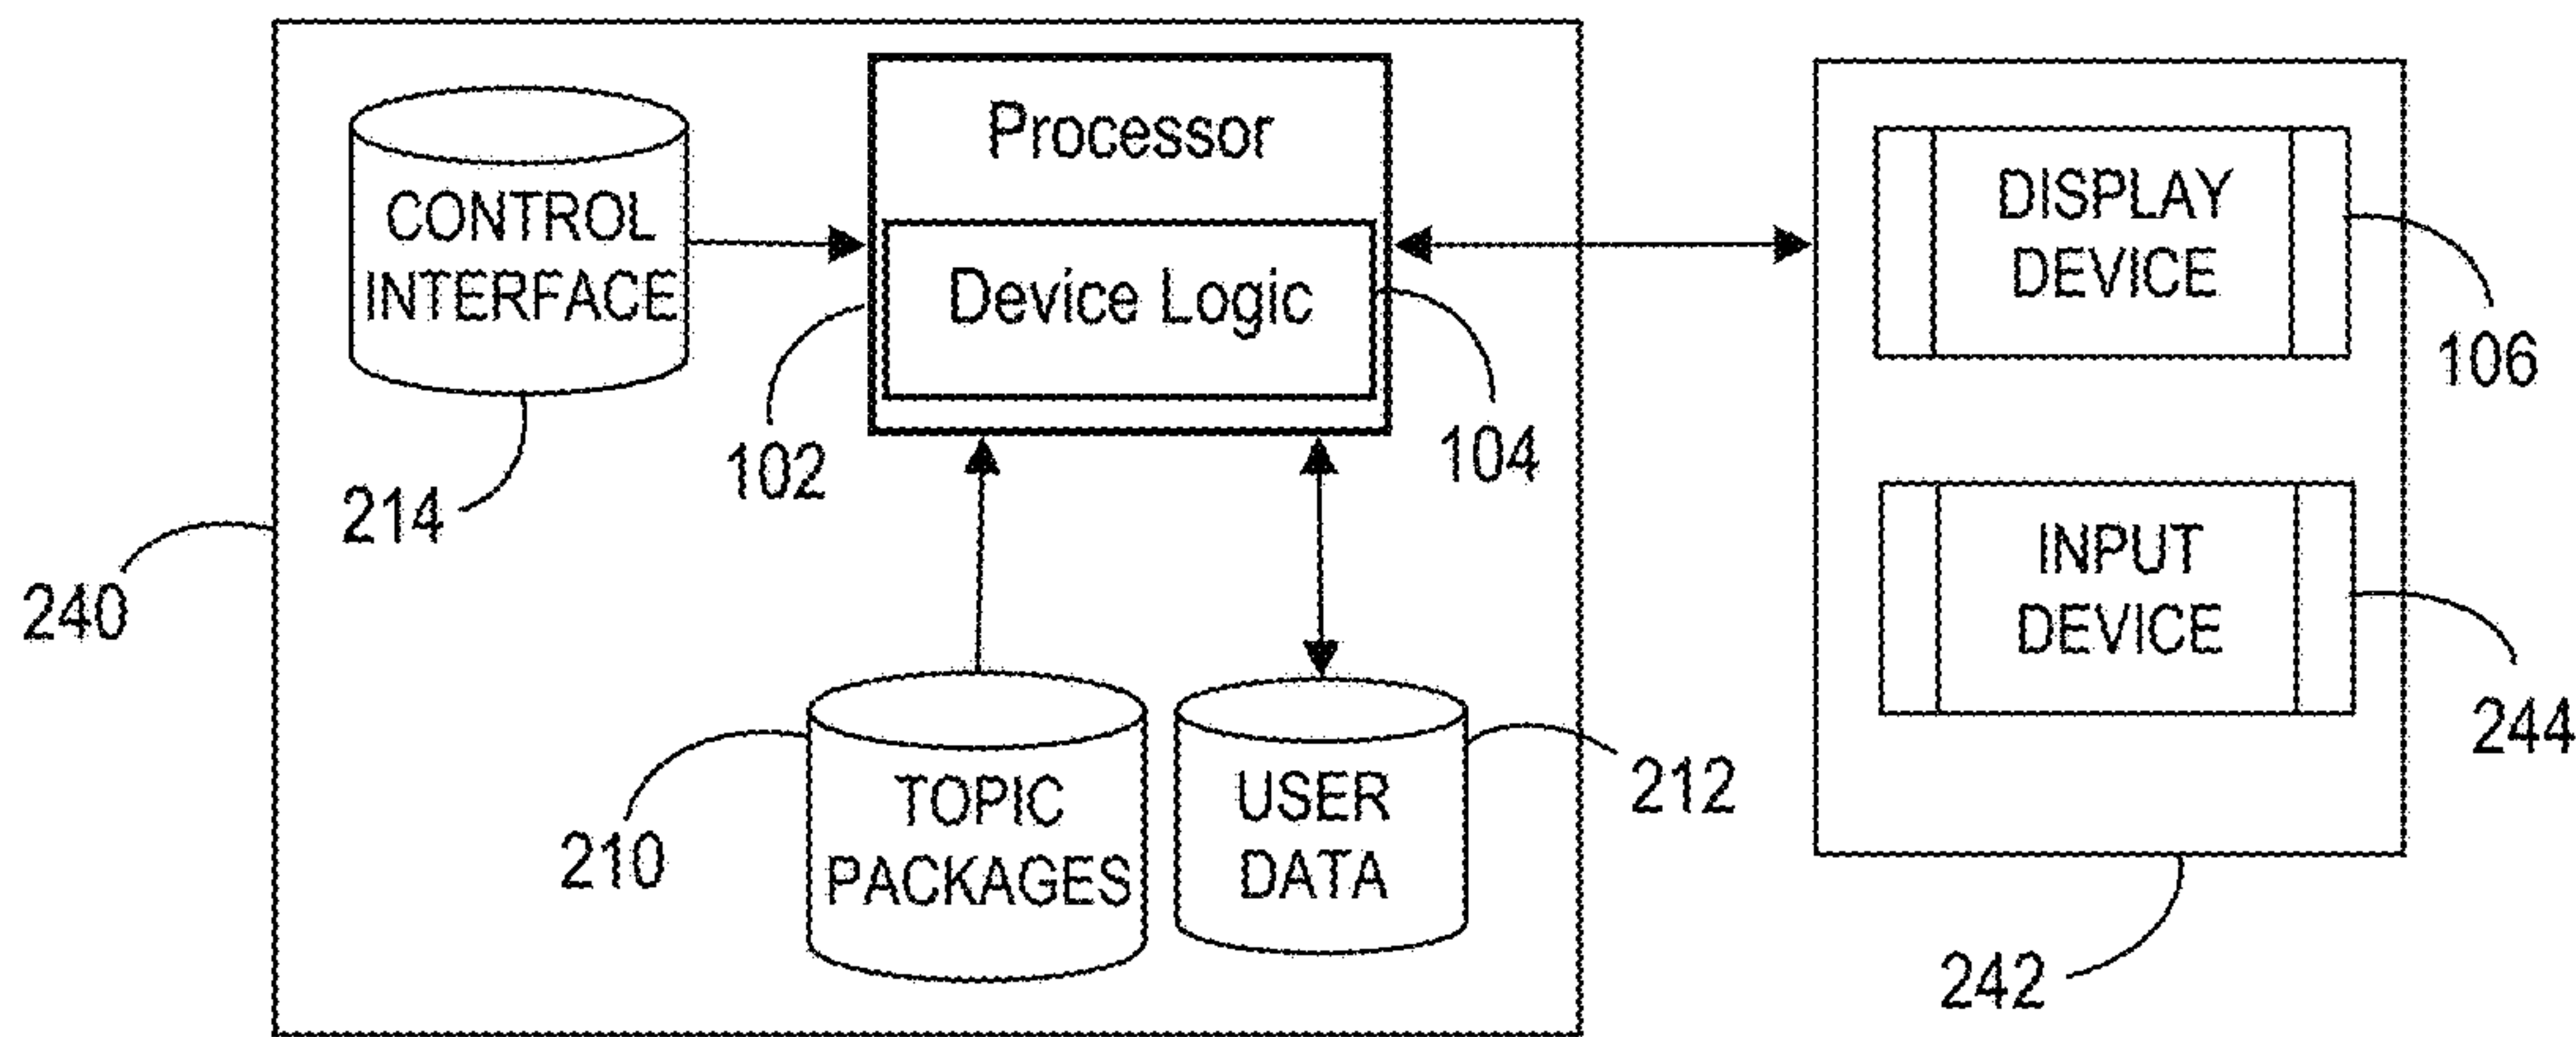 Processor
CONTROL
INTERFACE
Device Logic
DISPLAY
DEVICE
106
102
104
214
INPUT
DEVICE
240
244
TOPIC
PACKAGES
USER
DATA
210
212
242